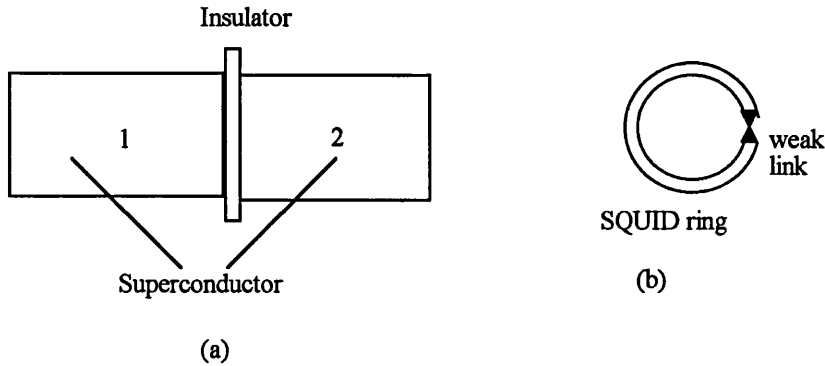 Insulator
1
2
weak
link
SQUID ring
Superconductor
(b)
(a)